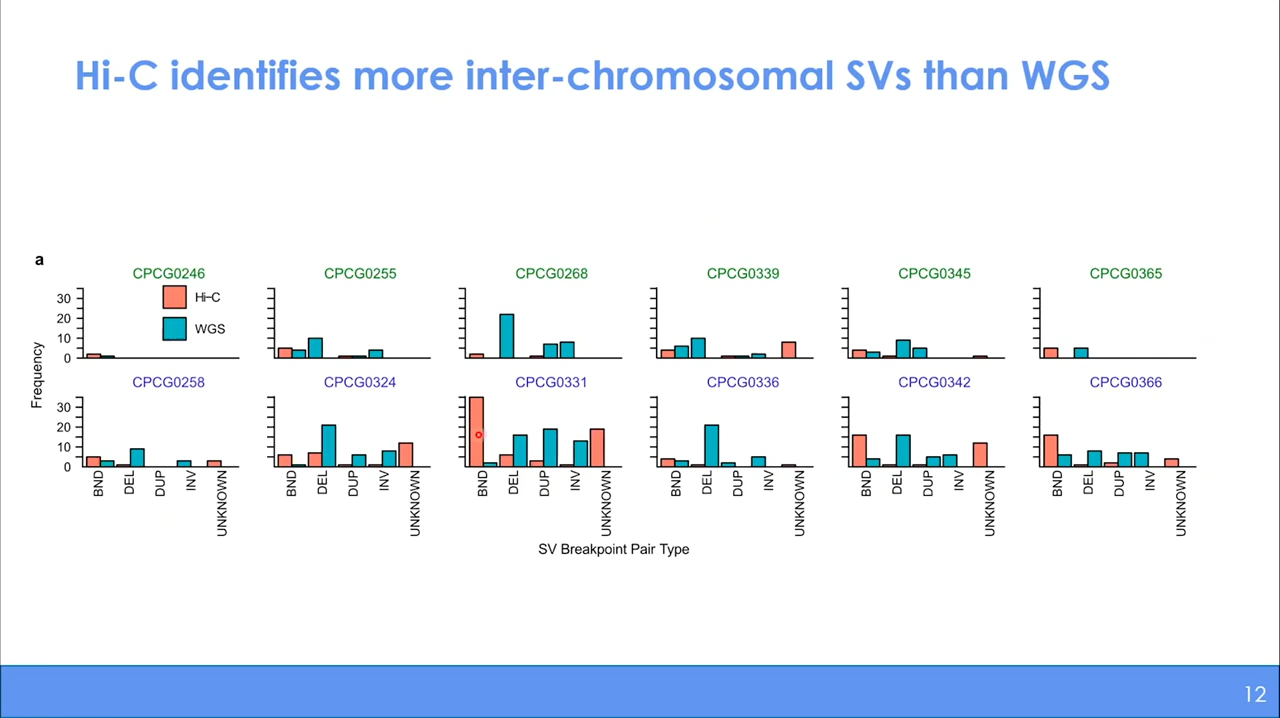 Hi-C identifies more inter-chromosomal SVs than WGS
a
CPCG0246 CPCG0255 CPCG0268 CPCG0339 CPCG0345 CPCG0365
Hi-C
WGS
30
20
10
0
Frequency
CPCG0258 CPCG0324 CPCG0331 CPCG0336 CPCG0342 CPCG0366
30
20
10
0
BND DEL DUP INV UNKNOWN BND DEL DUP INV UNKNOWN BND DEL DUP INV UNKNOWN BND DEL DUP INV UNKNOWN BND DEL DUP INV UNKNOWN BND DEL DUP INV UNKNOWN
SV Breakpoint Pair Type
12